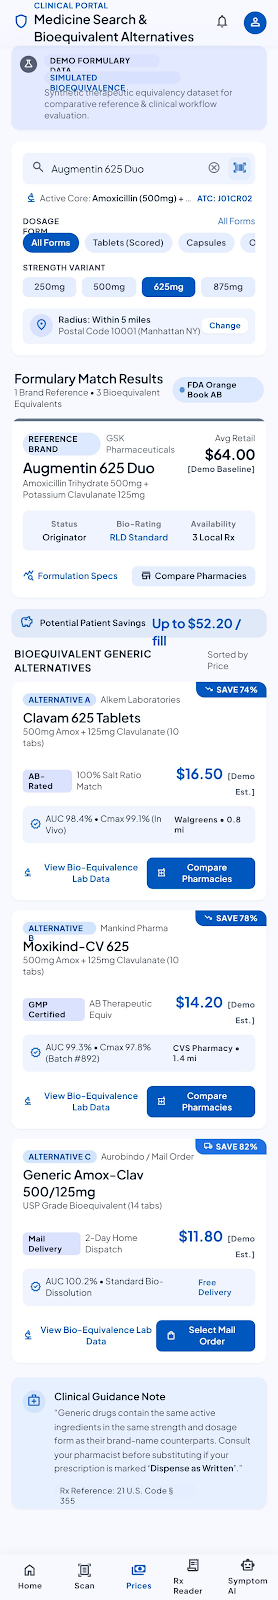 CLINICAL PORTAL
Medicine Search &
Bioequivalent Alternatives
DEMO FORMULARY
DATA
SIMULATED
BIOEQUIVALENCE
Synthetic therapeutic equivalency dataset for
comparative reference & clinical workflow
evaluation.
Augmentin 625 Duo
Active Core: Amoxicillin (500mg) + ... ATC: J01CR02
DOSAGE
FORM
All Forms
All Forms Tablets (Scored) Capsules
STRENGTH VARIANT
250mg 500mg 625mg 875mg
Radius: Within 5 miles
Postal Code 10001 (Manhattan NY)
Change
Formulary Match Results
1 Brand Reference • 3 Bioequivalent
Equivalents
FDA Orange
Book AB
REFERENCE
BRAND
GSK
Pharmaceuticals
Avg Retail
$64.00
[Demo Baseline]
Augmentin 625 Duo
Amoxicillin Trihydrate 500mg +
Potassium Clavulanate 125mg
Status Bio-Rating Availability
Originator RLD Standard 3 Local Rx
Formulation Specs
Compare Pharmacies
Potential Patient Savings
Up to $52.20 /
fill
BIOEQUIVALENT GENERIC
ALTERNATIVES
Sorted by
Price
SAVE 74%
ALTERNATIVE A Alkem Laboratories
Clavam 625 Tablets
500mg Amox + 125mg Clavulanate (10
tabs)
AB-
Rated
100% Salt Ratio
Match
$16.50 [Demo
Est.]
AUC 98.4% • Cmax 99.1% (In
Vivo)
Walgreens • 0.8
mi
View Bio-Equivalence
Lab Data
Compare
Pharmacies
SAVE 78%
ALTERNATIVE
B
Mankind Pharma
Moxikind-CV 625
500mg Amox + 125mg Clavulanate (10
tabs)
GMP
Certified
AB Therapeutic
Equiv
$14.20 [Demo
Est.]
AUC 99.3% • Cmax 97.8%
(Batch #892)
CVS Pharmacy •
1.4 mi
View Bio-Equivalence
Lab Data
Compare
Pharmacies
SAVE 82%
ALTERNATIVE C Aurobindo / Mail Order
Generic Amox-Clav
500/125mg
USP Grade Bioequivalent (14 tabs)
Mail
Delivery
2-Day Home
Dispatch
$11.80 [Demo
Est.]
AUC 100.2% • Standard Bio-
Dissolution
Free
Delivery
View Bio-Equivalence Lab
Data
Select Mail
Order
Clinical Guidance Note
"Generic drugs contain the same active
ingredients in the same strength and dosage
form as their brand-name counterparts. Consult
your pharmacist before substituting if your
prescription is marked 'Dispense as Written'."
Rx Reference: 21 U.S. Code §
355
Home Scan Prices Rx
Reader
Symptom
AI